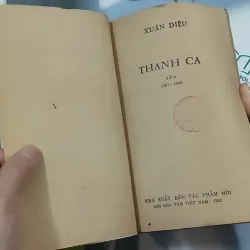 XUÂN DIỆU
THANH CA
NHÀ XUẤT BẢN TÁC PHẨM MỚI
HỘI NHÀ VĂN VIỆT NAM